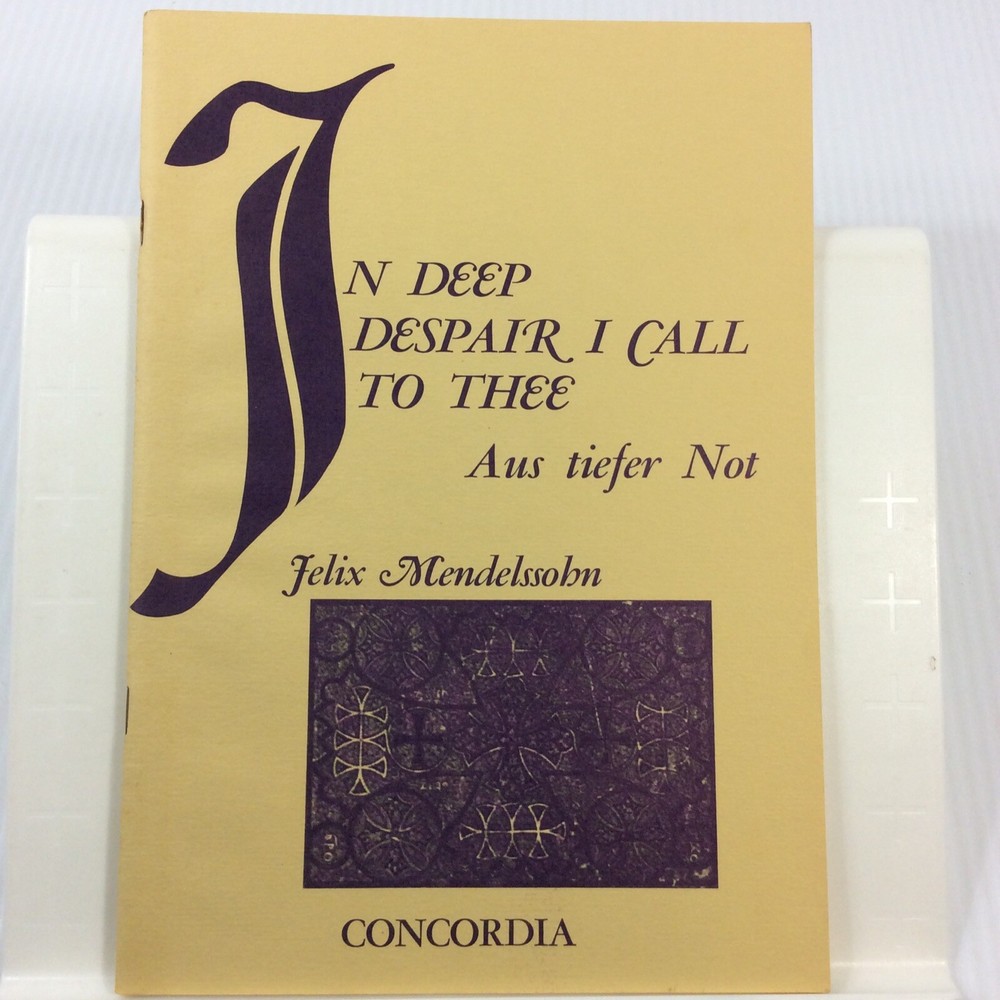 IN DEEP
DESPAIR I CALL
TO THEE
Aus tiefer Not
Felix Mendelssohn
CONCORDIA